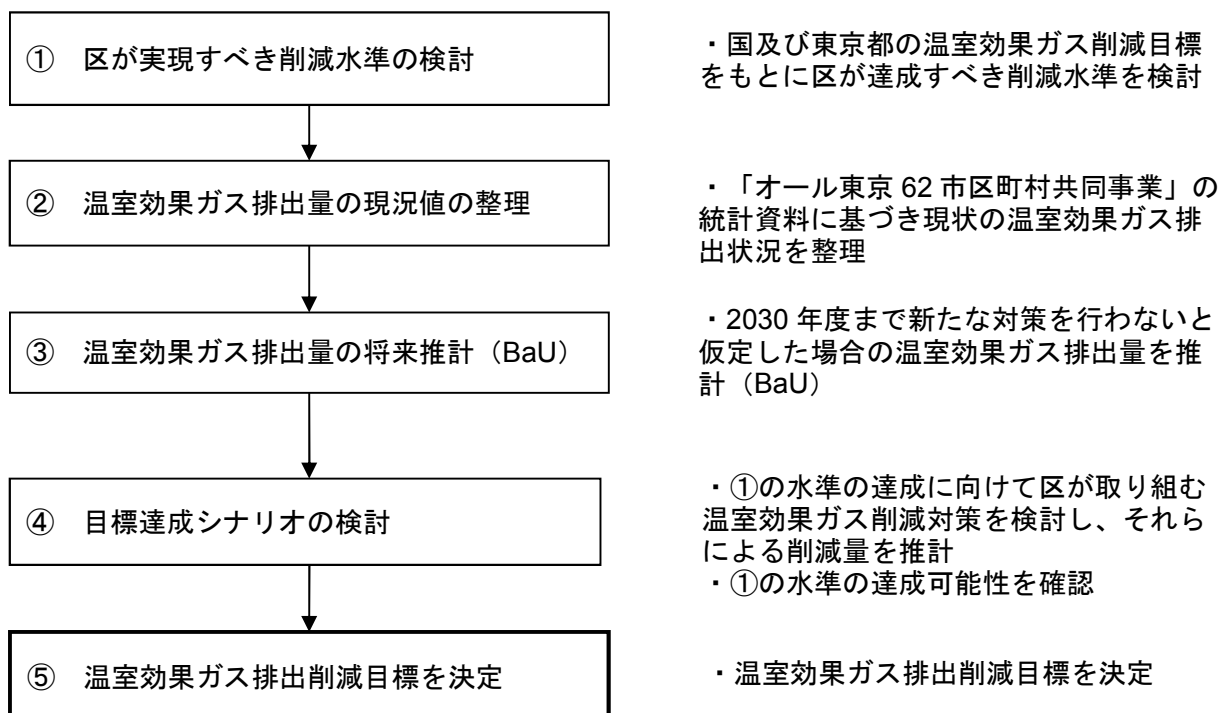 ① 区が実現すべき削減水準の検討
・国及び東京都の温室効果ガス削減目標
をもとに区が達成すべき削減水準を検討
② 温室効果ガス排出量の現況値の整理
・「オール東京 62 市区町村共同事業」の
統計資料に基づき現状の温室効果ガス排
出状況を整理
③ 温室効果ガス排出量の将来推計（BaU）
・2030 年度まで新たな対策を行わないと
仮定した場合の温室効果ガス排出量を推
計（BaU）
④ 目標達成シナリオの検討
・①の水準の達成に向けて区が取り組む
温室効果ガス削減対策を検討し、それら
による削減量を推計
・①の水準の達成可能性を確認
⑤ 温室効果ガス排出削減目標を決定
・温室効果ガス排出削減目標を決定